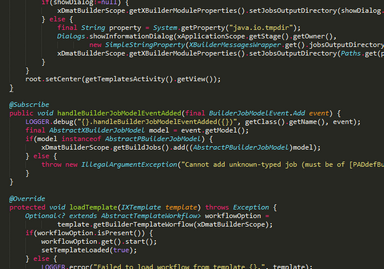 if(showDialog!=null) {
xDmatBuilderScope.getXBuilderModuleProperties().setJobsOutputDirectory(showDialog.
} else {
final String property = System.getProperty("java.io.tmpdir");
Dialogs.showInformationDialog(xApplicationScope.getStage().getOwner(),
new SimpleStringProperty(XBuilderMessagesWrapper.get().jobsOutputDirectory
xDmatBuilderScope.getXBuilderModuleProperties().setJobsOutputDirectory(Paths.get(p
}
root.setCenter(getTemplatesActivity().getView());
}
@Subscribe
public void handleBuilderJobModelEventAdded(final BuilderJobModelEvent.Add event) {
LOGGER.debug("{}.handleBuilderJobModelEventAdded({})", getClass().getName(), event);
final AbstractXBuilderJobModel model = event.getModel();
if(model instanceof AbstractPBuilderJobModel) {
xDmatBuilderScope.getBuildJobs().add((AbstractPBuilderJobModel)model);
} else {
throw new IllegalArgumentException("Cannot add unknown-typed job (must be of [PADdefBu
}
}
@Override
protected void loadTemplate(IXTemplate template) throws Exception {
Optional<? extends AbstractTemplateWorkflow> workflowOption =
template.getBuilderTemplateWorflow(xDmatBuilderScope);
if(workflowOption.isPresent()) {
workflowOption.get().start();
setTemplateLoaded(true);
} else {
LOGGER.error("Failed to load workflow from template {}.", template);